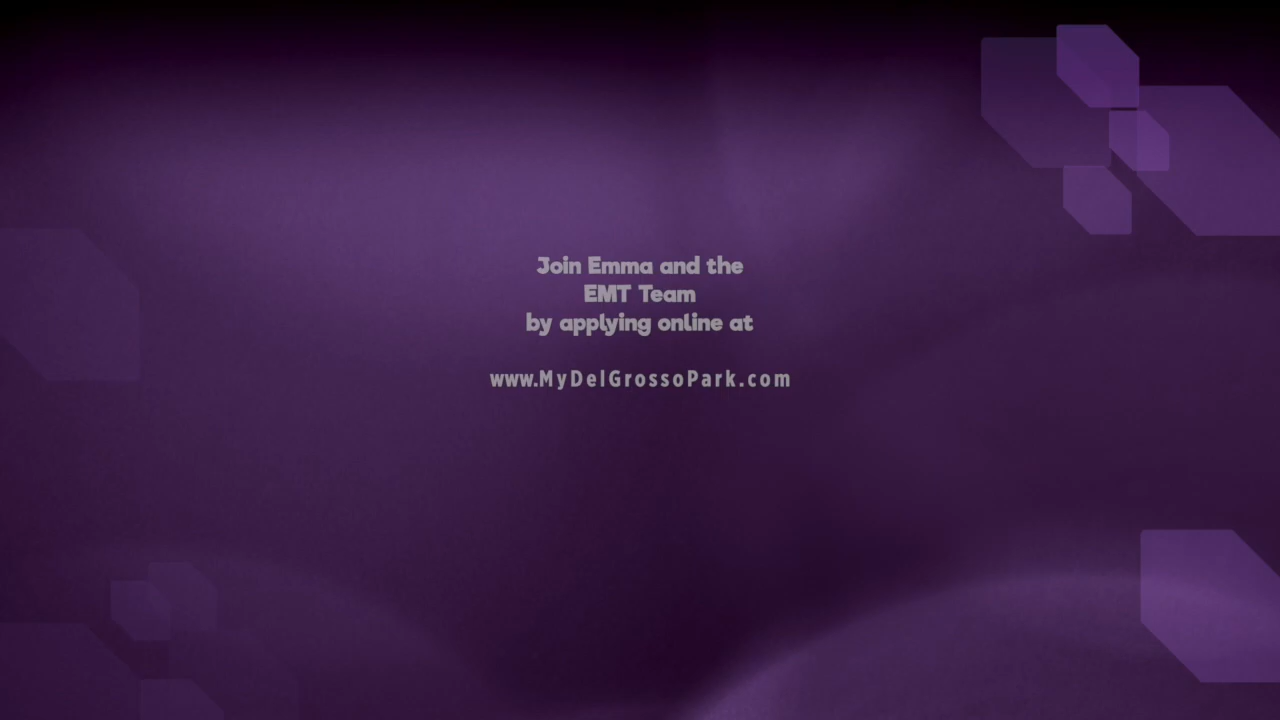 Join Emma and the
EMT Team
by applying online at
www.MyDelGrossoPark.com